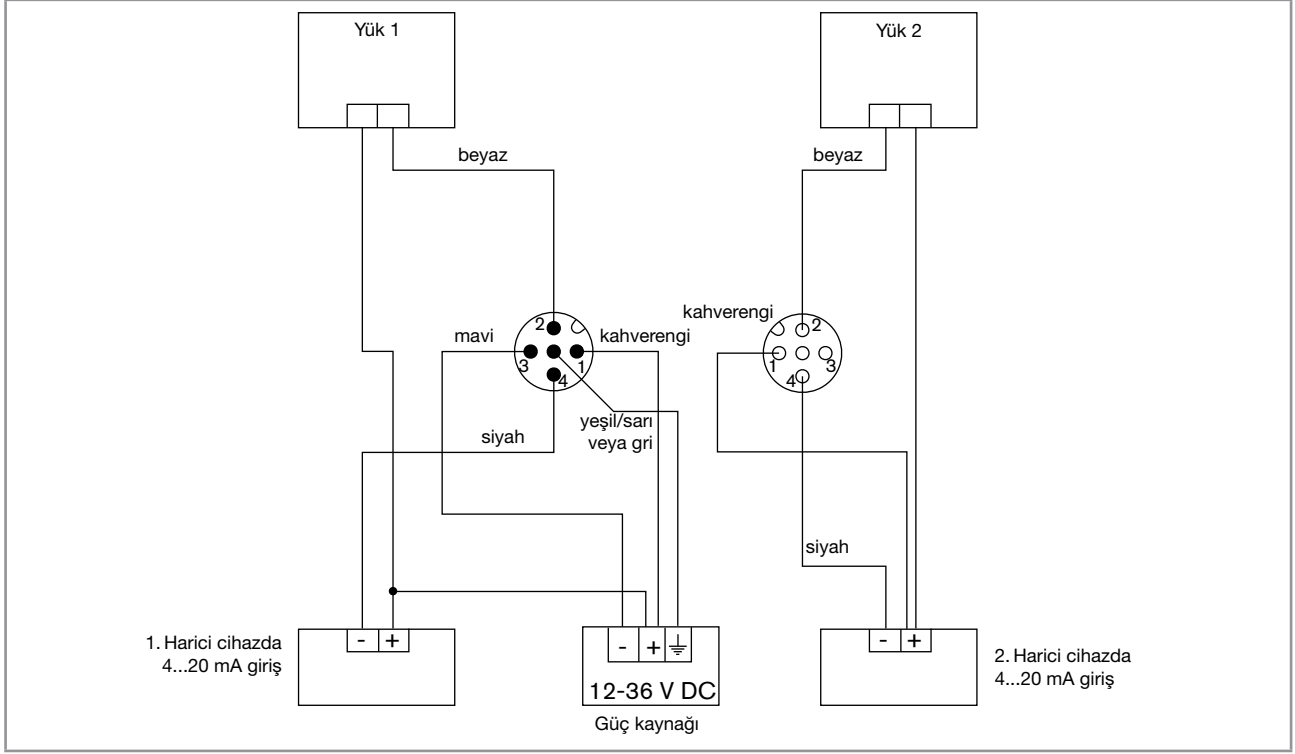 Yük 1
Yük 2
beyaz
beyaz
kahverengi
mavi
2
kahverengi
2
3
1
1
3
4
4
yeşil/sarı
veya gri
siyah
siyah
1. Harici cihazda
4...20 mA giriş
- +
- +
- +
2. Harici cihazda
4...20 mA giriş
12-36 V DC
Güç kaynağı